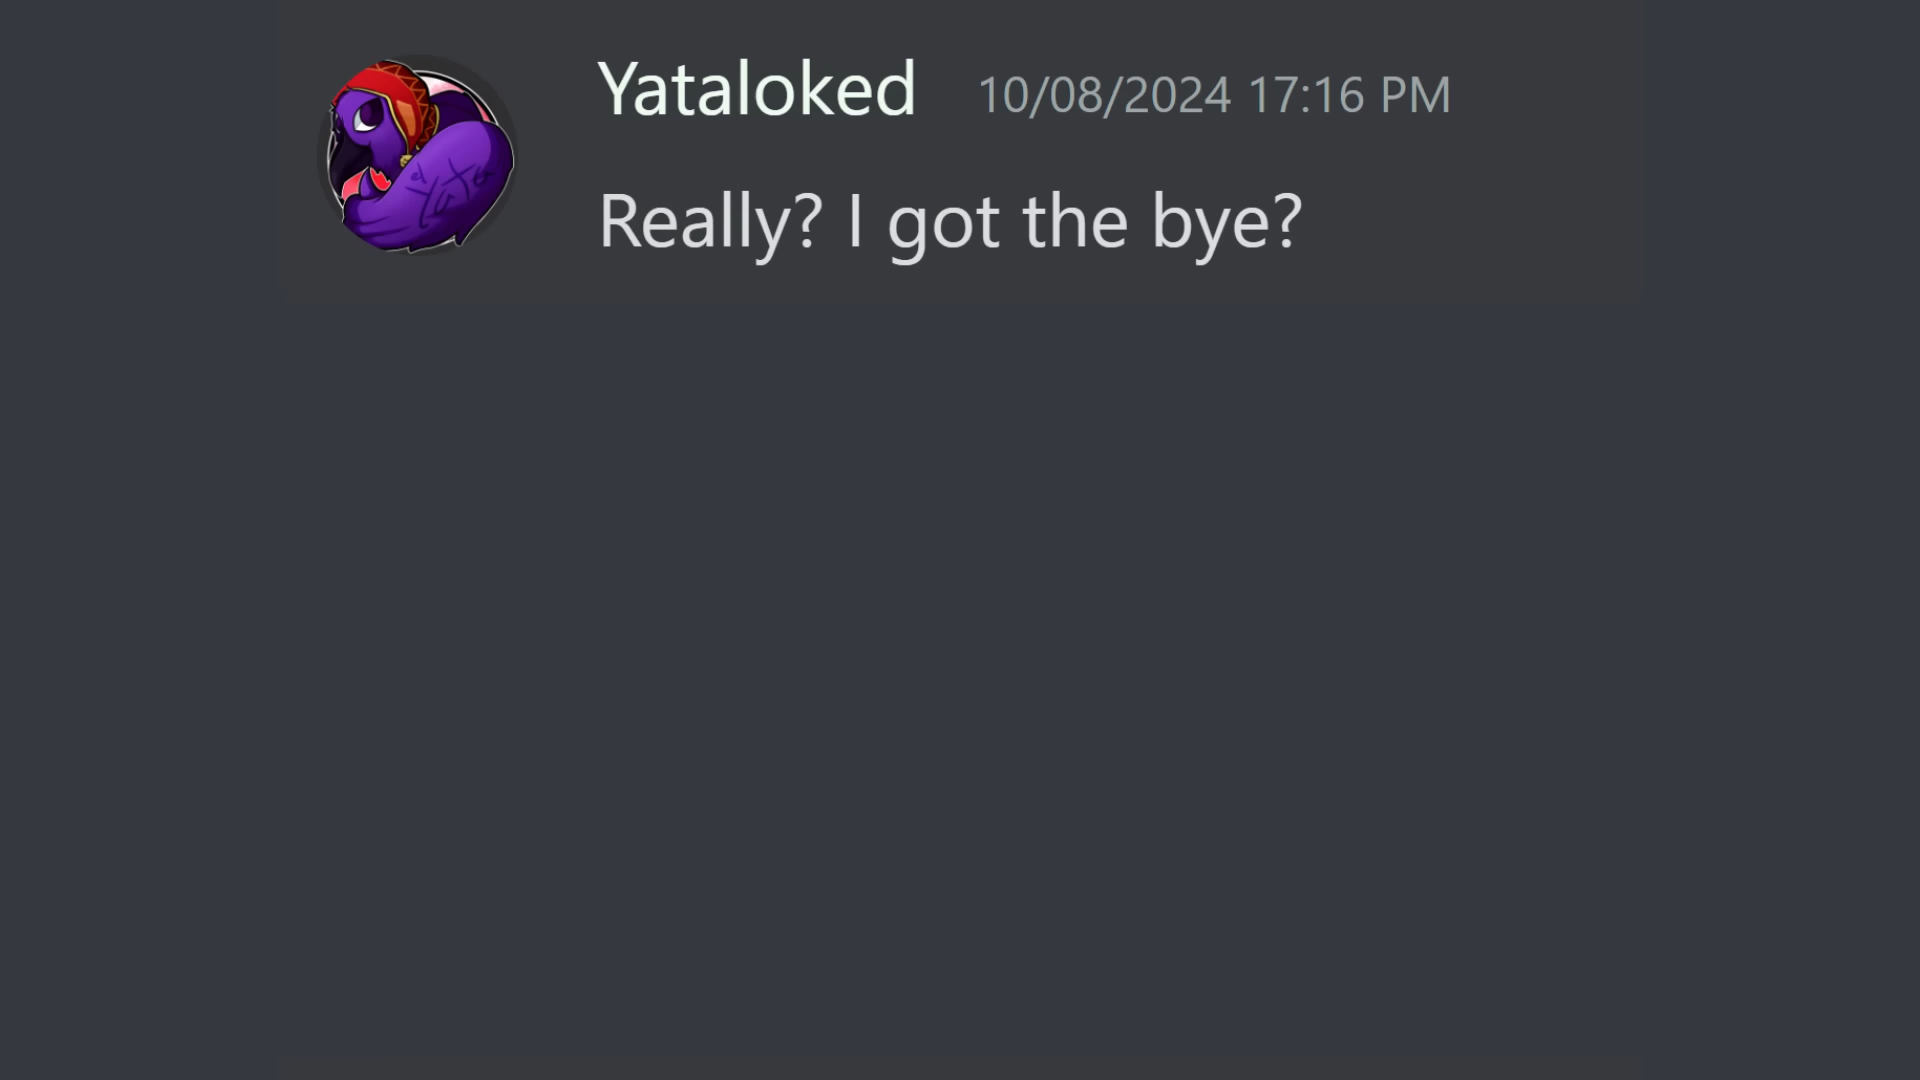 Yataloked 10/08/2024 17:16 PM
Really? I got the bye?